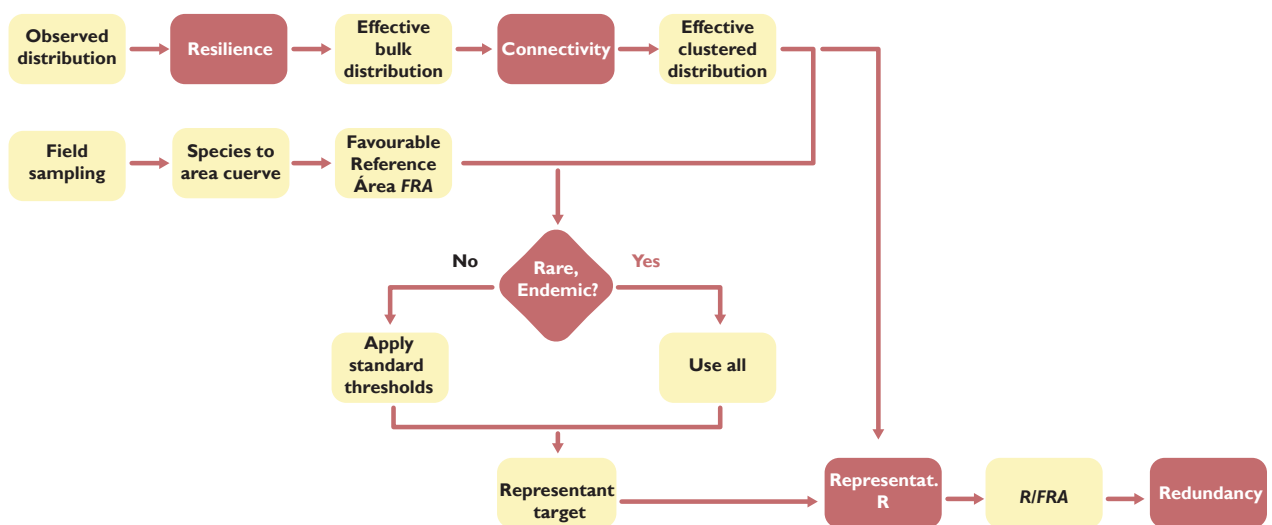 Observed
distribution
Resilience
Effective
bulk
distribution
Connectivity
Effective
clustered
distribution
Field
sampling
Species to
area cuerve
Favourable
Reference
Área FRA
No
Rare,
Endemic?
Yes
Apply
standard
thresholds
Use all
Representant
target
Representat.
R
R/FRA
Redundancy